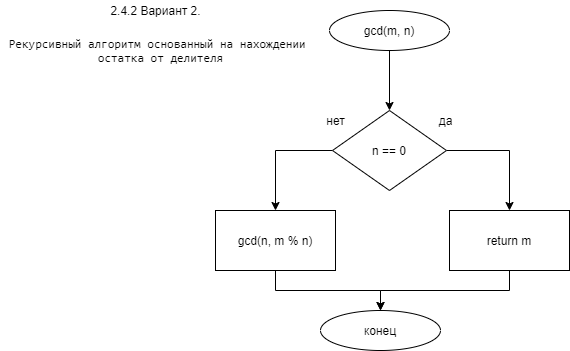 2.4.2 Вариант 2.
Рекурсивный алгоритм основанный на нахождении
остатка от делителя
gcd(m, n)
нет
да
n == 0
gcd(n, m % n)
return m
конец